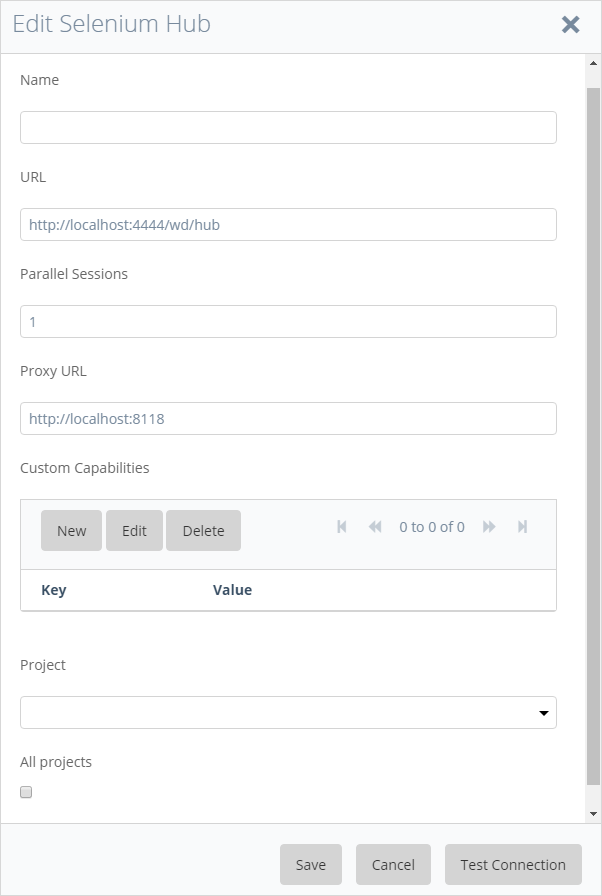 Edit Selenium Hub
Name
URL
http://localhost:4444/wd/hub
Parallel Sessions
1
Proxy URL
http://localhost:8118
Custom Capabilities
New Edit Delete 0 to 0 of 0
Key Value
Project
All projects
Save Cancel Test Connection